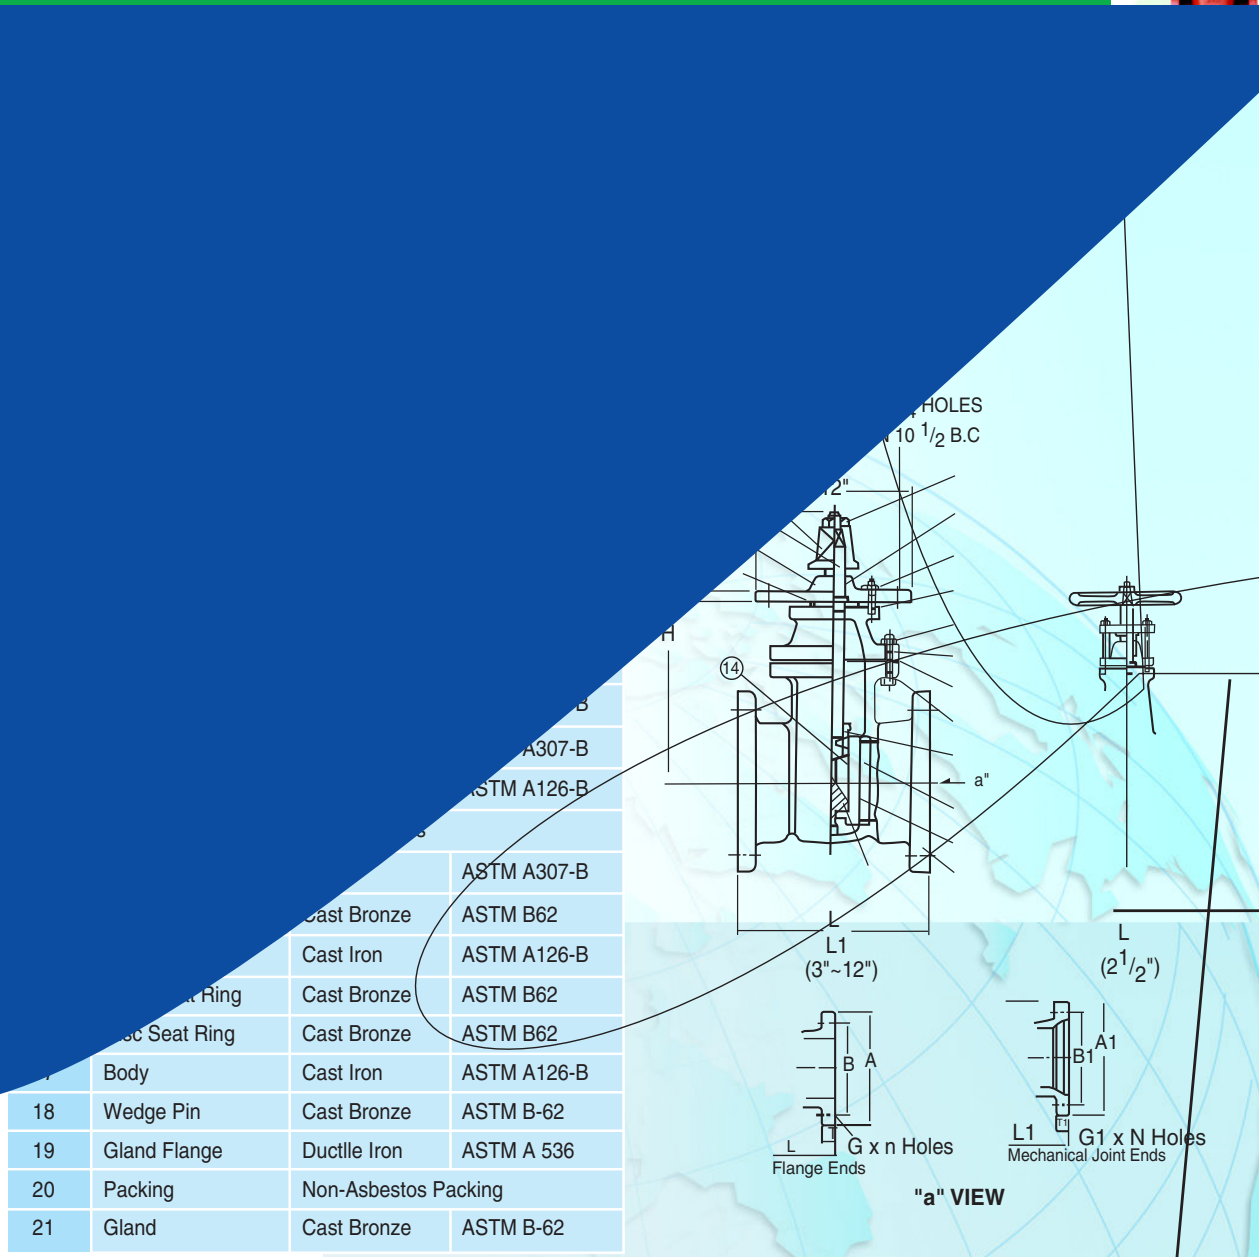 HOLES
10 1/2 B.C
12"
H
14
B
A307-B
ASTM A126-B
a"
ASTM A307-B
Cast Bronze ASTM B62
Cast Iron ASTM A126-B
Ring Cast Bronze ASTM B62
Seat Ring Cast Bronze ASTM B62
Body Cast Iron ASTM A126-B
18 Wedge Pin Cast Bronze ASTM B-62
19 Gland Flange Ductlle Iron ASTM A 536
20 Packing Non-Asbestos Packing
21 Gland Cast Bronze ASTM B-62
L
L1
(3"~12")
L
(2 1/2")
B A
T
L
G x n Holes
Flange Ends
B1 A1
T1
L1
G1 x N Holes
Mechanical Joint Ends
"a" VIEW